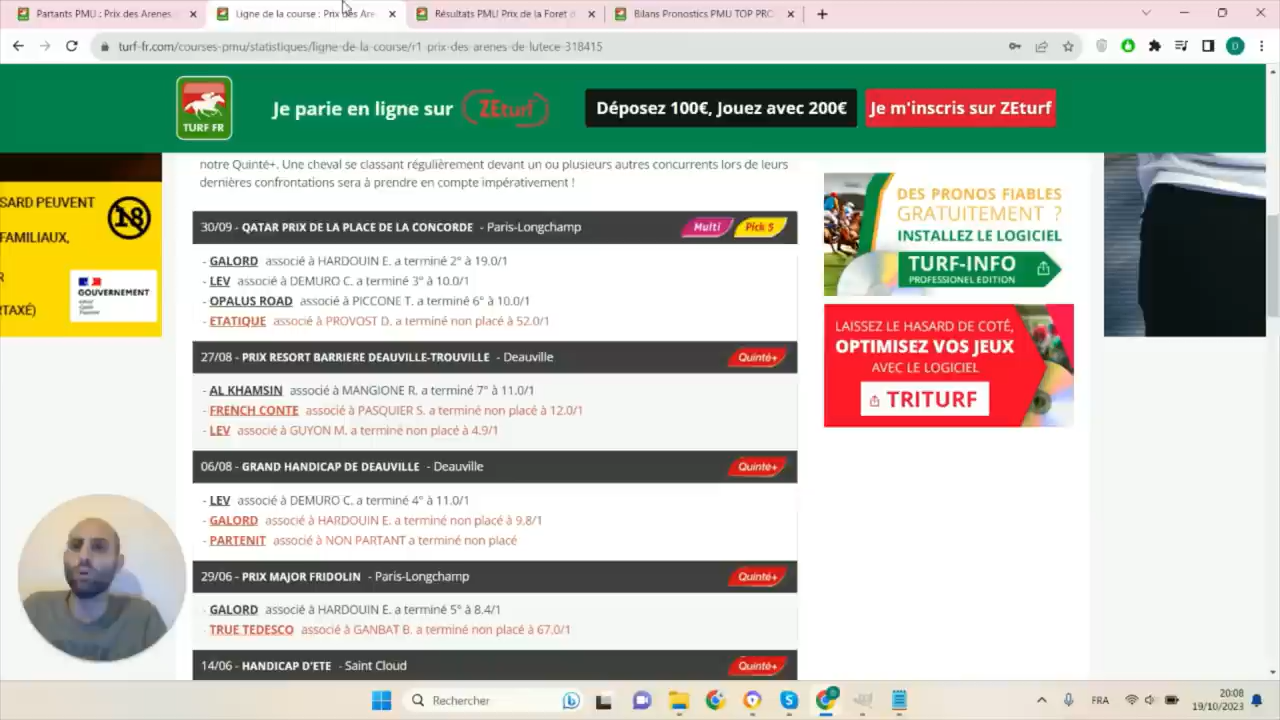 Partants PMU : Prix des Arenes
Ligne de la course : Prix des Are
Résultats PMU Prix de la Foret d
Bilans Pronostics PMU TOP PRO
turf-fr.com/courses-pmu/statistiques/ligne-de-la-course/r1-prix-des-arenes-de-lutece-318415
D
TURF FR
Je parie en ligne sur ZEturf
Déposez 100€, Jouez avec 200€
Je m'inscris sur ZEturf
SARD PEUVENT
FAMILIAUX,
R
TAXÉ)
18
GOUVERNEMENT
notre Quinté+. Une cheval se classant régulièrement devant un ou plusieurs autres concurrents lors de leurs
dernières confrontations sera à prendre en compte impérativement !
30/09 - QATAR PRIX DE LA PLACE DE LA CONCORDE - Paris-Longchamp Multi Pick 5
- GALORD associé à HARDOUIN E. a terminé 2° à 19.0/1
- LEV associé à DEMURO C. a terminé 3° à 10.0/1
- OPALUS ROAD associé à PICCONE T. a terminé 6° à 10.0/1
- ETATIQUE associé à PROVOST D. a terminé non placé à 52.0/1
27/08 - PRIX RESORT BARRIERE DEAUVILLE-TROUVILLE - Deauville Quinté+
- AL KHAMSIN associé à MANGIONE R. a terminé 7° à 11.0/1
- FRENCH CONTE associé à PASQUIER S. a terminé non placé à 12.0/1
- LEV associé à GUYON M. a terminé non placé à 4.9/1
06/08 - GRAND HANDICAP DE DEAUVILLE - Deauville Quinté+
- LEV associé à DEMURO C. a terminé 4° à 11.0/1
- GALORD associé à HARDOUIN E. a terminé non placé à 9.8/1
- PARTENIT associé à NON PARTANT a terminé non placé
29/06 - PRIX MAJOR FRIDOLIN - Paris-Longchamp Quinté+
- GALORD associé à HARDOUIN E. a terminé 5° à 8.4/1
- TRUE TEDESCO associé à GANBAT B. a terminé non placé à 67.0/1
14/06 - HANDICAP D'ETE - Saint Cloud Quinté+
DES PRONOS FIABLES
GRATUITEMENT ?
INSTALLEZ LE LOGICIEL
TURF-INFO
PROFESSIONEL EDITION
LAISSEZ LE HASARD DE COTÉ,
OPTIMISEZ VOS JEUX
AVEC LE LOGICIEL
TRITURF
Rechercher
FRA
20:08
19/10/2023